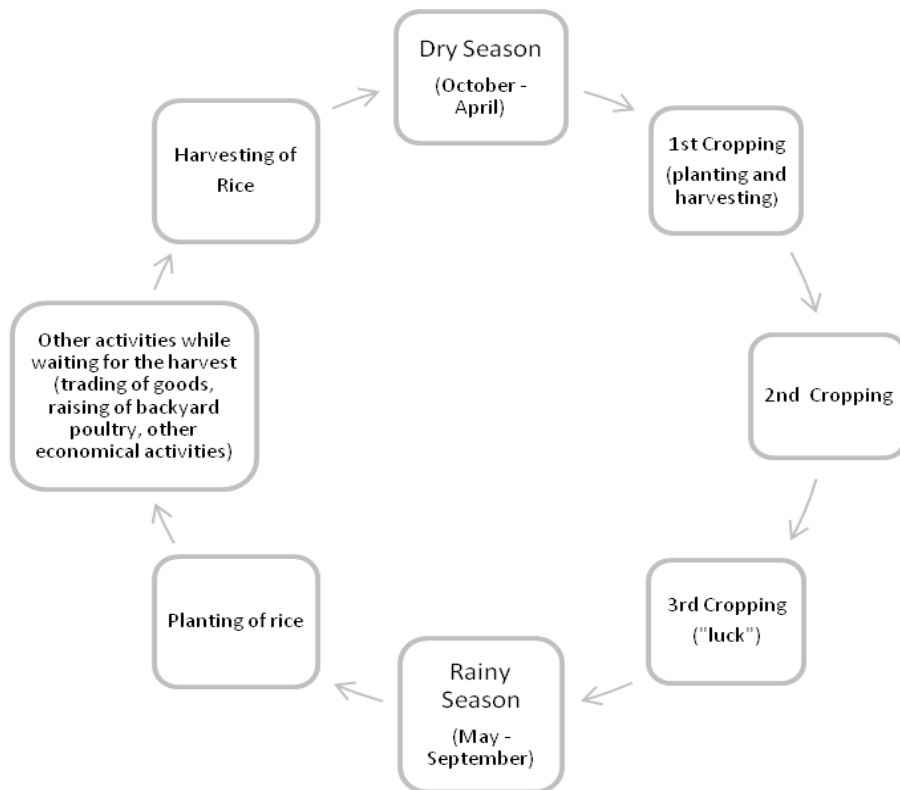 Dry Season
(October -
April)
1st Cropping
(planting and
harvesting)
2nd Cropping
3rd Cropping
("luck")
Rainy
Season
(May -
September)
Planting of rice
Other activities while
waiting for the harvest
(trading of goods,
raising of backyard
poultry, other
economical activities)
Harvesting of
Rice